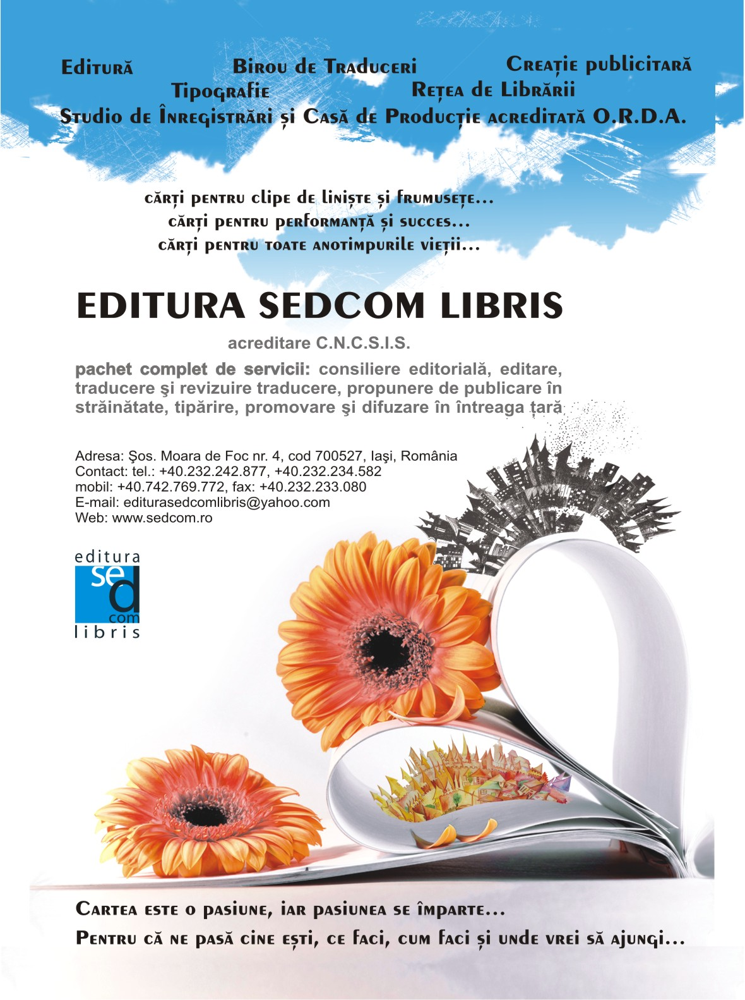 Editură Birou de Traduceri Creație publicitară
Tipografie Rețea de Librării
Studio de Înregistrări și Casă de Producție acreditată O.R.D.A.
cărți pentru clipe de liniște și frumusețe...
cărți pentru performanță și succes...
cărți pentru toate anotimpurile vieții...
EDITURA SEDCOM LIBRIS
acreditare C.N.C.S.I.S.
pachet complet de servicii: consiliere editorială, editare,
traducere şi revizuire traducere, propunere de publicare în
străinătate, tipărire, promovare şi difuzare în întreaga ţară
Adresa: Şos. Moara de Foc nr. 4, cod 700527, Iaşi, România
Contact: tel.: +40.232.242.877, +40.232.234.582
mobil: +40.742.769.772, fax: +40.232.233.080
E-mail: editurasedcomlibris@yahoo.com
Web: www.sedcom.ro
editura
sed
com
libris
Cartea este o pasiune, iar pasiunea se împarte...
Pentru că ne pasă cine ești, ce faci, cum faci și unde vrei să ajungi...